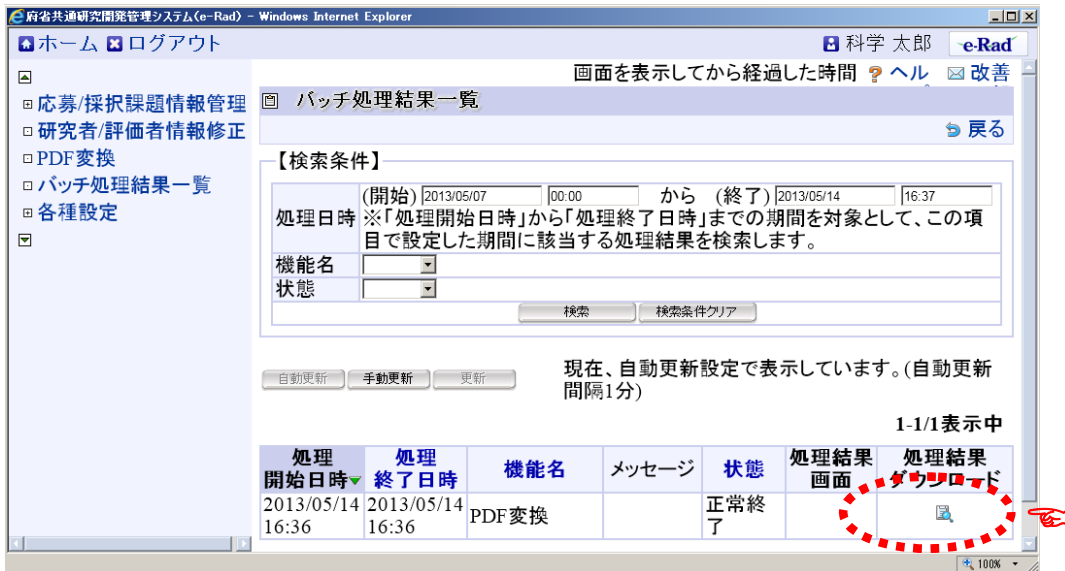 府省共通研究開発管理システム(e-Rad) - Windows Internet Explorer
ホーム ログアウト 科学 太郎 e-Rad
画面を表示してから経過した時間 ? ヘル 改善
応募/採択課題情報管理
研究者/評価者情報修正
PDF変換
バッチ処理結果一覧
各種設定
バッチ処理結果一覧
戻る
【検索条件】
処理日時 (開始) 2013/05/07 00:00 から (終了) 2013/05/14 16:37
※「処理開始日時」から「処理終了日時」までの期間を対象として、この項
目で設定した期間に該当する処理結果を検索します。
機能名
状態
検索 検索条件クリア
自動更新 手動更新 更新 現在、自動更新設定で表示しています。(自動更新
間隔1分)
1-1/1表示中
処理 処理 機能名 メッセージ 状態 処理結果 処理結果
開始日時▼ 終了日時 画面 ダウンロード
2013/05/14 2013/05/14 PDF変換 正常終
16:36 16:36 了
100%